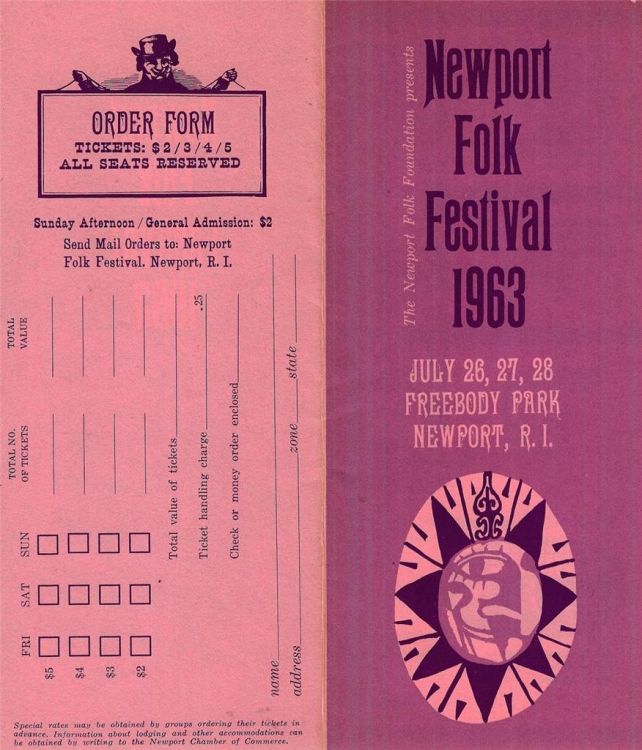 ORDER FORM
TICKETS: $2/3/4/5
ALL SEATS RESERVED
Sunday Afternoon / General Admission: $2
Send Mail Orders to: Newport
Folk Festival. Newport, R. I.
FRI SAT SUN TOTAL NO. OF TICKETS TOTAL VALUE
$5
$4
$3
$2
Total value of tickets
Ticket handling charge .25
Check or money order enclosed
name
address zone state
Special rates may be obtained by groups ordering their tickets in
advance. Information about lodging and other accommodations can
be obtained by writing to the Newport Chamber of Commerce.
The Newport Folk Foundation presents
Newport
Folk
Festival
1963
JULY 26, 27, 28
FREEBODY PARK
NEWPORT, R. I.